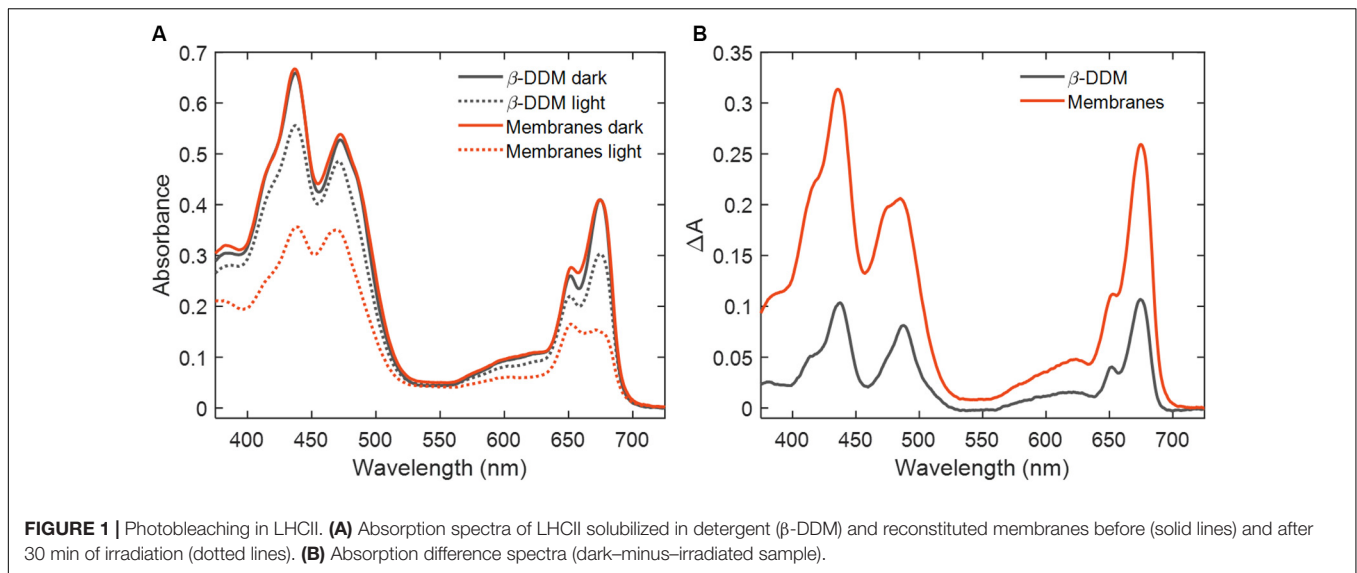 A
0.7
0.6
0.5
0.4
0.3
0.2
0.1
0
Absorbance
400 450 500 550 600 650 700
Wavelength (nm)
β-DDM dark
β-DDM light
Membranes dark
Membranes light
B
0.35
0.3
0.25
0.2
0.15
0.1
0.05
0
ΔA
400 450 500 550 600 650 700
Wavelength (nm)
β-DDM
Membranes
FIGURE 1 | Photobleaching in LHCII. (A) Absorption spectra of LHCII solubilized in detergent (β-DDM) and reconstituted membranes before (solid lines) and after
30 min of irradiation (dotted lines). (B) Absorption difference spectra (dark–minus–irradiated sample).